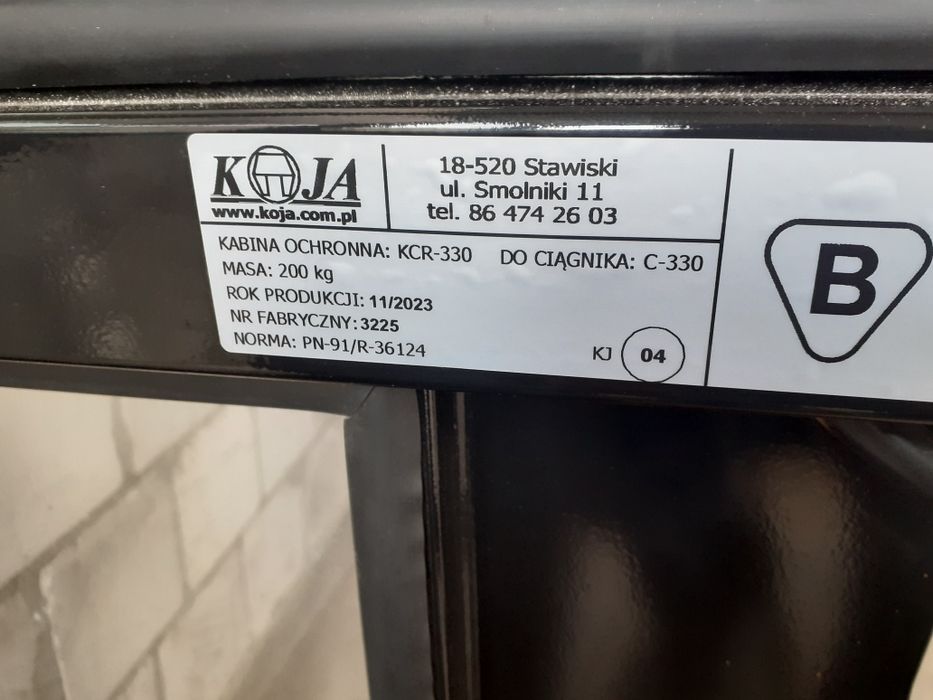 KOJA
www.koja.com.pl
18-520 Stawiski
ul. Smolniki 11
tel. 86 474 26 03
KABINA OCHRONNA: KCR-330 DO CIĄGNIKA: C-330
MASA: 200 kg
ROK PRODUKCJI: 11/2023
NR FABRYCZNY: 3225
NORMA: PN-91/R-36124
KJ 04
B